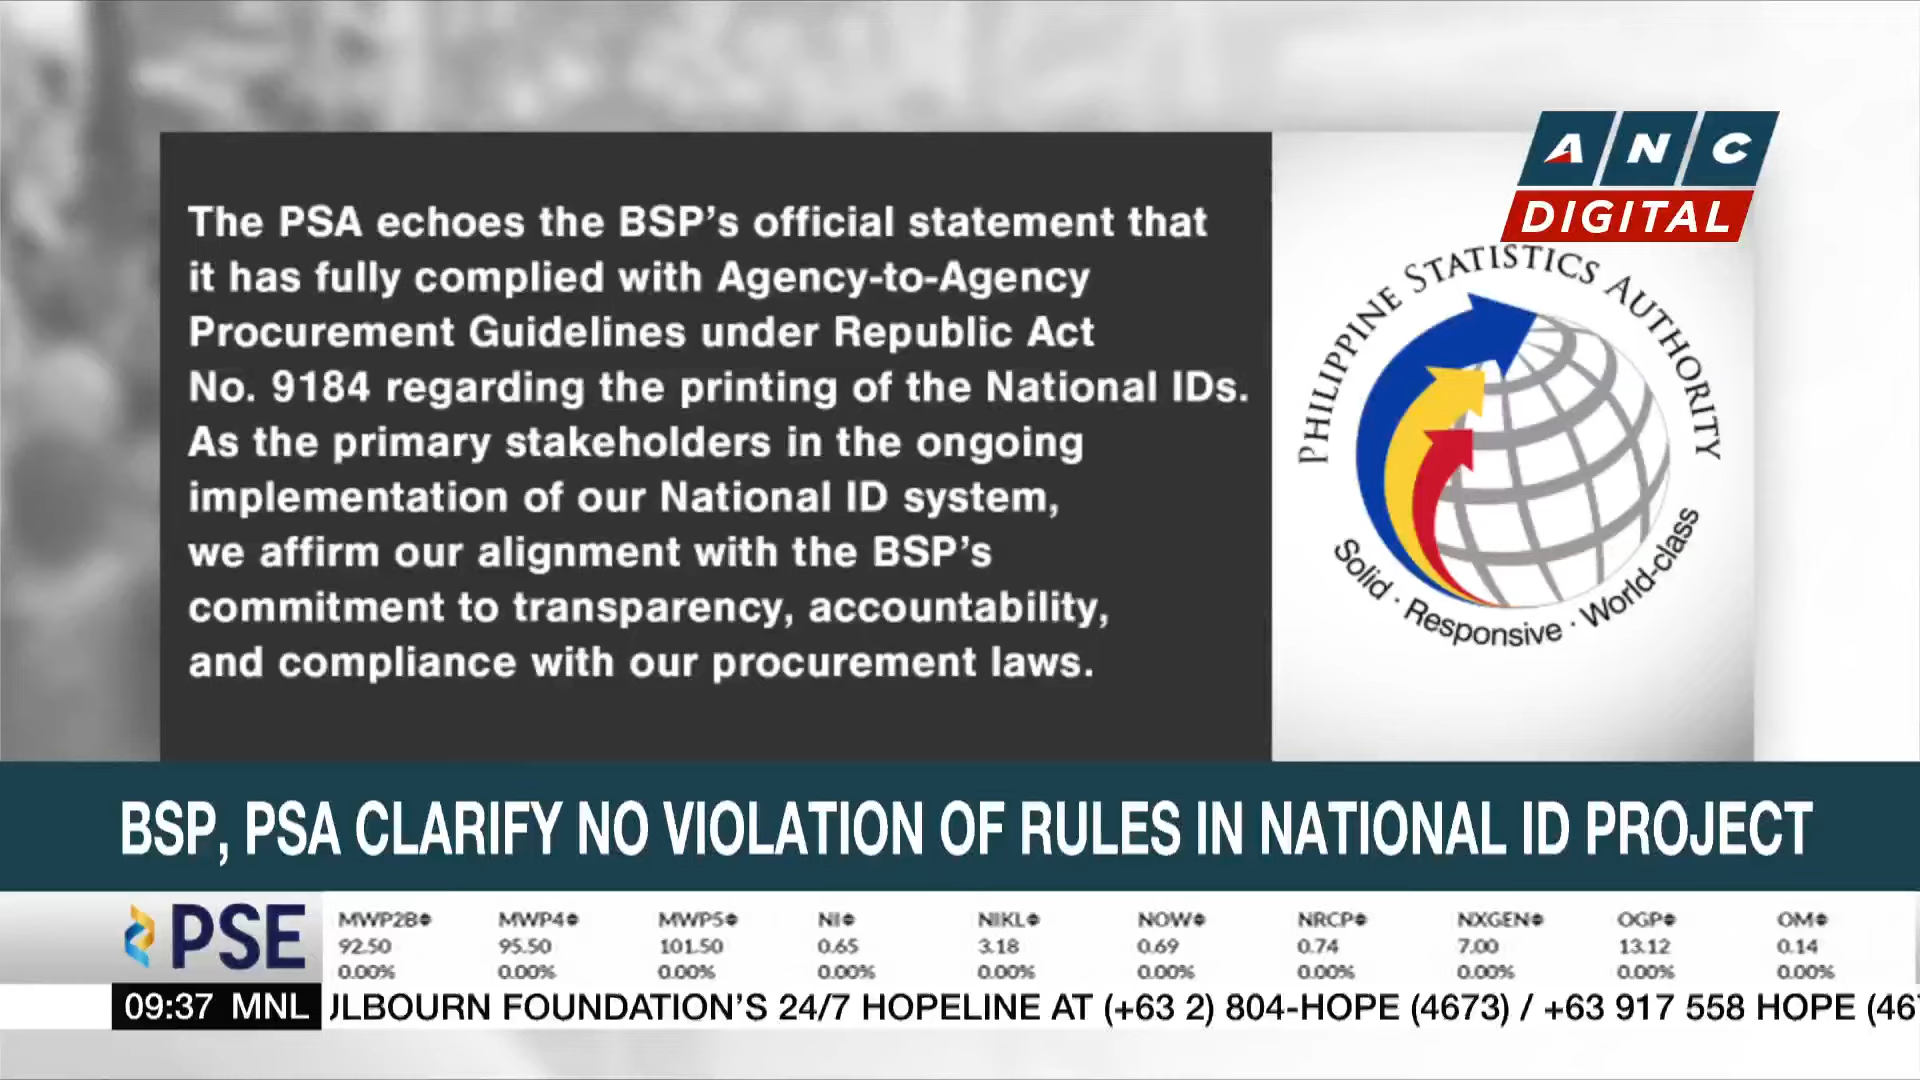 ANC
DIGITAL
The PSA echoes the BSP's official statement that
it has fully complied with Agency-to-Agency
Procurement Guidelines under Republic Act
No. 9184 regarding the printing of the National IDs.
As the primary stakeholders in the ongoing
implementation of our National ID system,
we affirm our alignment with the BSP's
commitment to transparency, accountability,
and compliance with our procurement laws.
PHILIPPINE STATISTICS AUTHORITY
Solid · Responsive · World-class
BSP, PSA CLARIFY NO VIOLATION OF RULES IN NATIONAL ID PROJECT
PSE
MWP2B MWP4 MWP5 NI NIKL NOW NRCP NXGEN OGP OM
92.50 95.50 101.50 0.65 3.18 0.69 0.74 7.00 13.12 0.14
0.00% 0.00% 0.00% 0.00% 0.00% 0.00% 0.00% 0.00% 0.00% 0.00%
09:37 MNL ULBOURN FOUNDATION'S 24/7 HOPELINE AT (+63 2) 804-HOPE (4673) / +63 917 558 HOPE (46